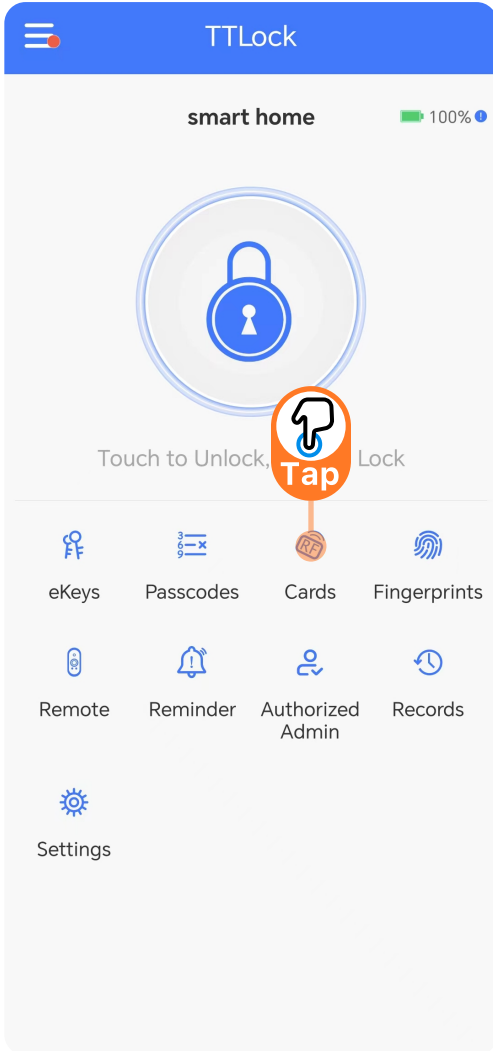 TTLock
smart home
100%
Touch to Unlock, Lock
Tap
RF
eKeys
Passcodes
Cards
Fingerprints
Remote
Reminder
Authorized
Admin
Records
Settings